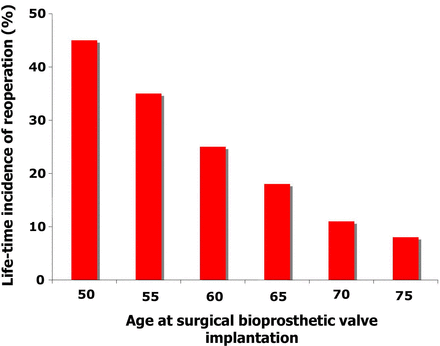 Life-time incidence of reoperation (%)
50
40
30
20
10
0
50 55 60 65 70 75
Age at surgical bioprosthetic valve
implantation